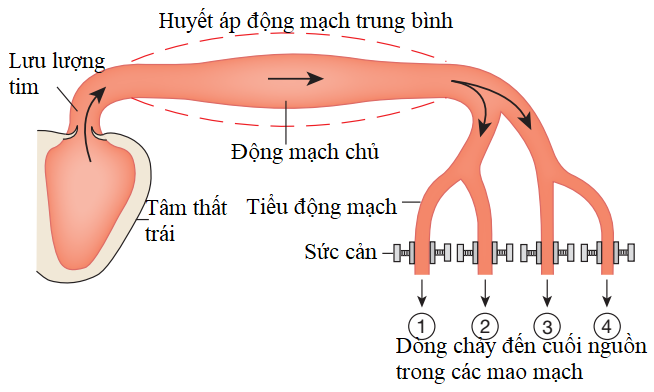 Huyết áp động mạch trung bình
Lưu lượng
tim
Động mạch chủ
Tâm thất
trái
Tiểu động mạch
Sức cản
1 2 3 4
Dòng chảy đến cuối nguồn
trong các mao mạch